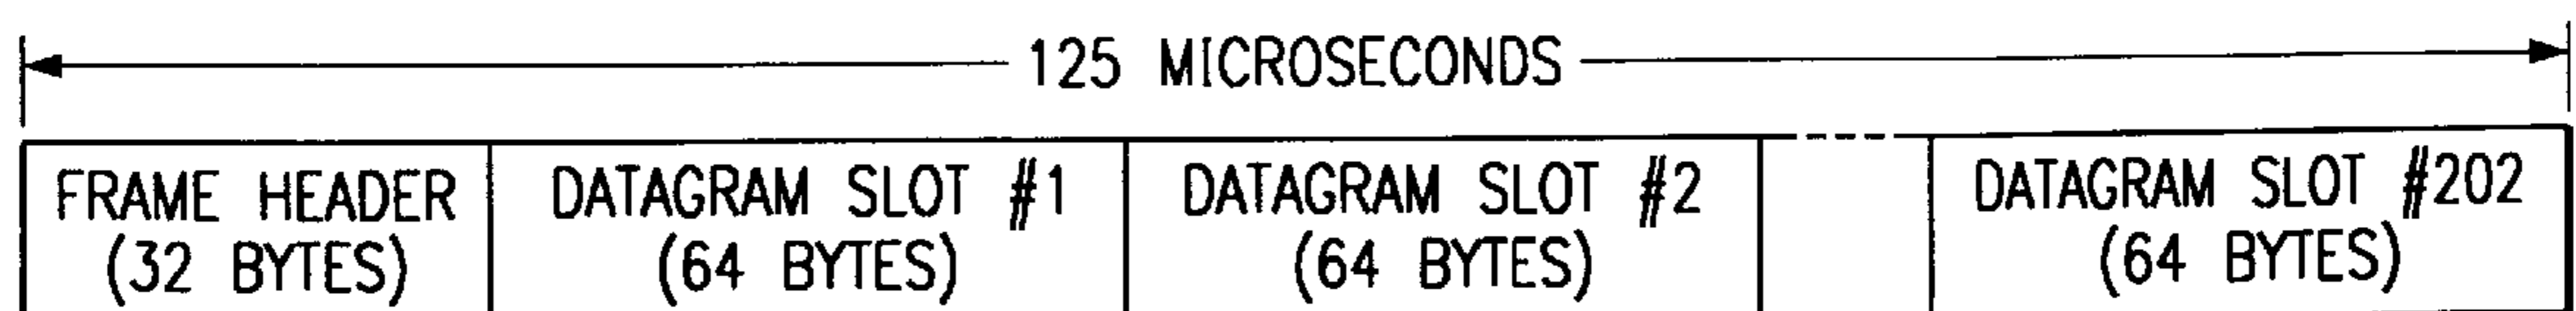 125 MICROSECONDS
FRAME HEADER DATAGRAM SLOT #1 DATAGRAM SLOT #2 DATAGRAM SLOT #202
(32 BYTES) (64 BYTES) (64 BYTES) (64 BYTES)